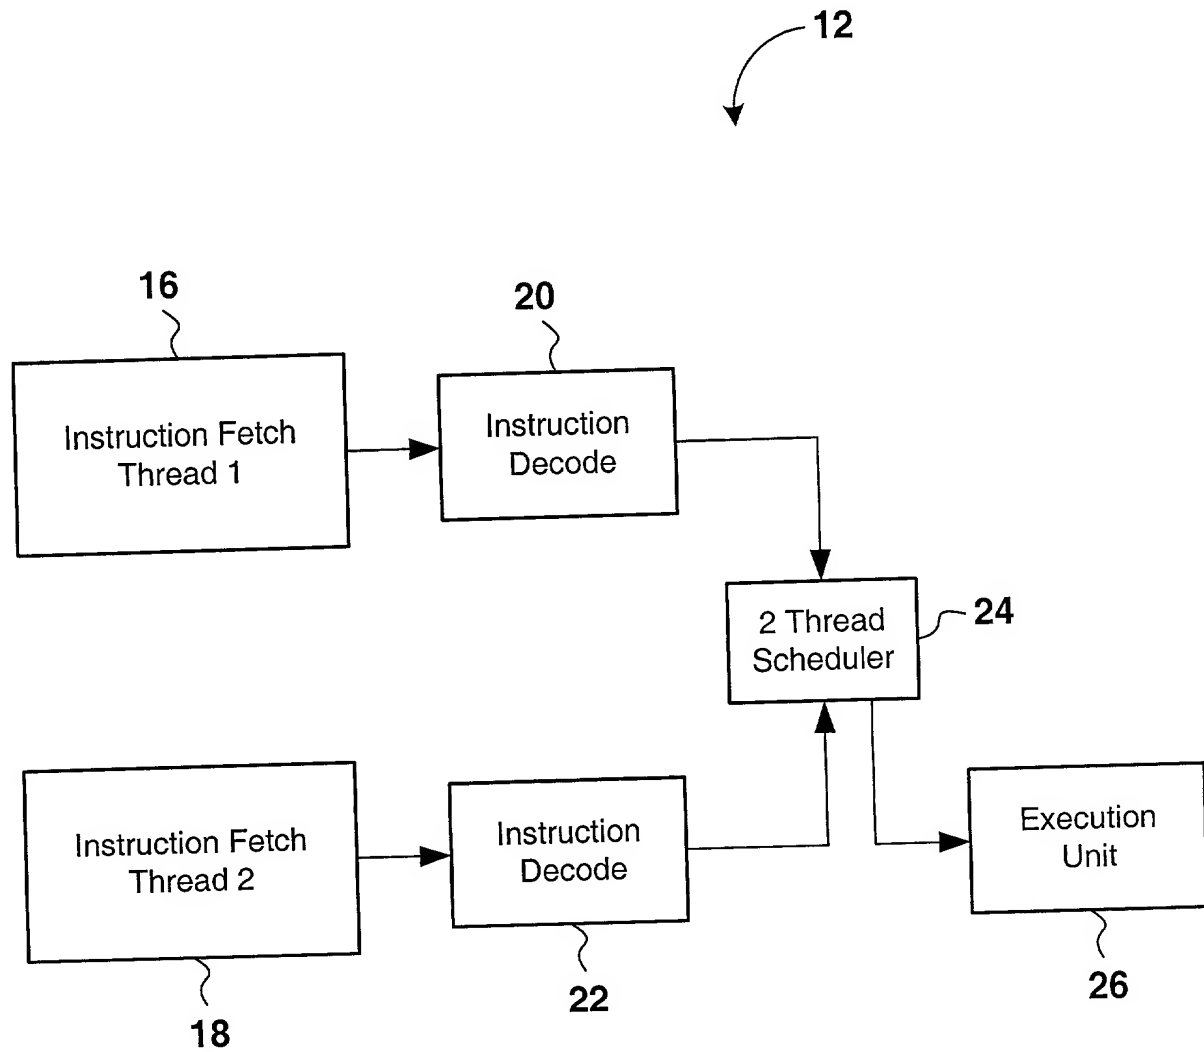 12
16
20
Instruction Fetch
Thread 1
Instruction
Decode
2 Thread
Scheduler
24
Instruction Fetch
Thread 2
Instruction
Decode
Execution
Unit
18
22
26